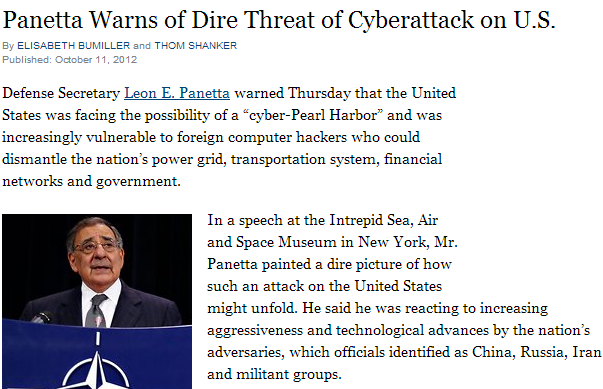 Panetta Warns of Dire Threat of Cyberattack on U.S.
By ELISABETH BUMILLER and THOM SHANKER
Published: October 11, 2012
Defense Secretary Leon E. Panetta warned Thursday that the United
States was facing the possibility of a “cyber-Pearl Harbor” and was
increasingly vulnerable to foreign computer hackers who could
dismantle the nation’s power grid, transportation system, financial
networks and government.
In a speech at the Intrepid Sea, Air
and Space Museum in New York, Mr.
Panetta painted a dire picture of how
such an attack on the United States
might unfold. He said he was reacting to increasing
aggressiveness and technological advances by the nation’s
adversaries, which officials identified as China, Russia, Iran
and militant groups.